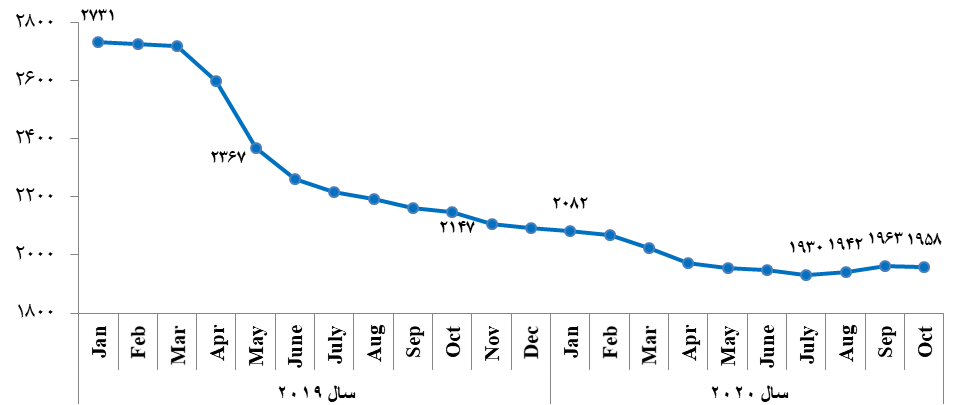 ۲۸۰۰
۲۶۰۰
۲۴۰۰
۲۲۰۰
۲۰۰۰
۱۸۰۰
۲۷۳۱
۲۳۶۷
۲۱۴۷
۲۰۸۲
۱۹۳۰
۱۹۴۲
۱۹۶۳
۱۹۵۸
Jan
Feb
Mar
Apr
May
June
July
Aug
Sep
Oct
Nov
Dec
Jan
Feb
Mar
Apr
May
June
July
Aug
Sep
Oct
سال ۲۰۱۹
سال ۲۰۲۰